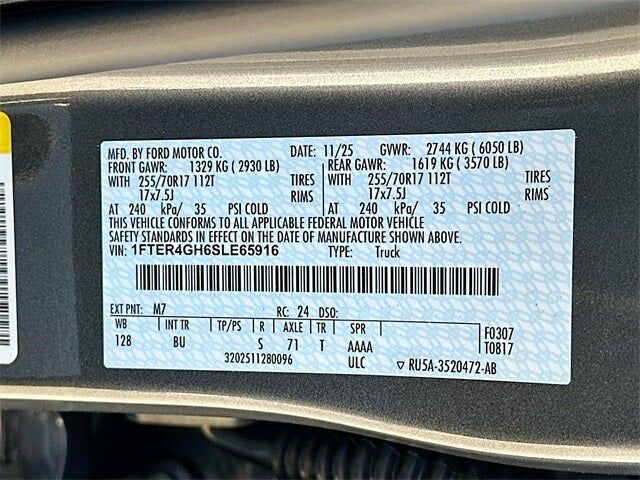 MFD. BY FORD MOTOR CO. DATE: 11/25 GVWR: 2744 KG ( 6050 LB)
FRONT GAWR: 1329 KG ( 2930 LB) REAR GAWR: 1619 KG ( 3570 LB)
WITH 255/70R17 112T TIRES WITH 255/70R17 112T TIRES
17x7.5J RIMS 17x7.5J RIMS
AT 240 kPa/ 35 PSI COLD AT 240 kPa/ 35 PSI COLD
THIS VEHICLE CONFORMS TO ALL APPLICABLE FEDERAL MOTOR VEHICLE
SAFETY STANDARDS IN EFFECT ON THE DATE OF MANUFACTURE SHOWN ABOVE.
VIN: 1FTER4GH6SLE65916 TYPE: Truck
EXT PNT: M7 RC: 24 DSO:
WB INT TR TP/PS R AXLE TR SPR F0307
128 BU S 71 T AAAA T0817
3202511280096 ULC ▽ RU5A-3520472-AB